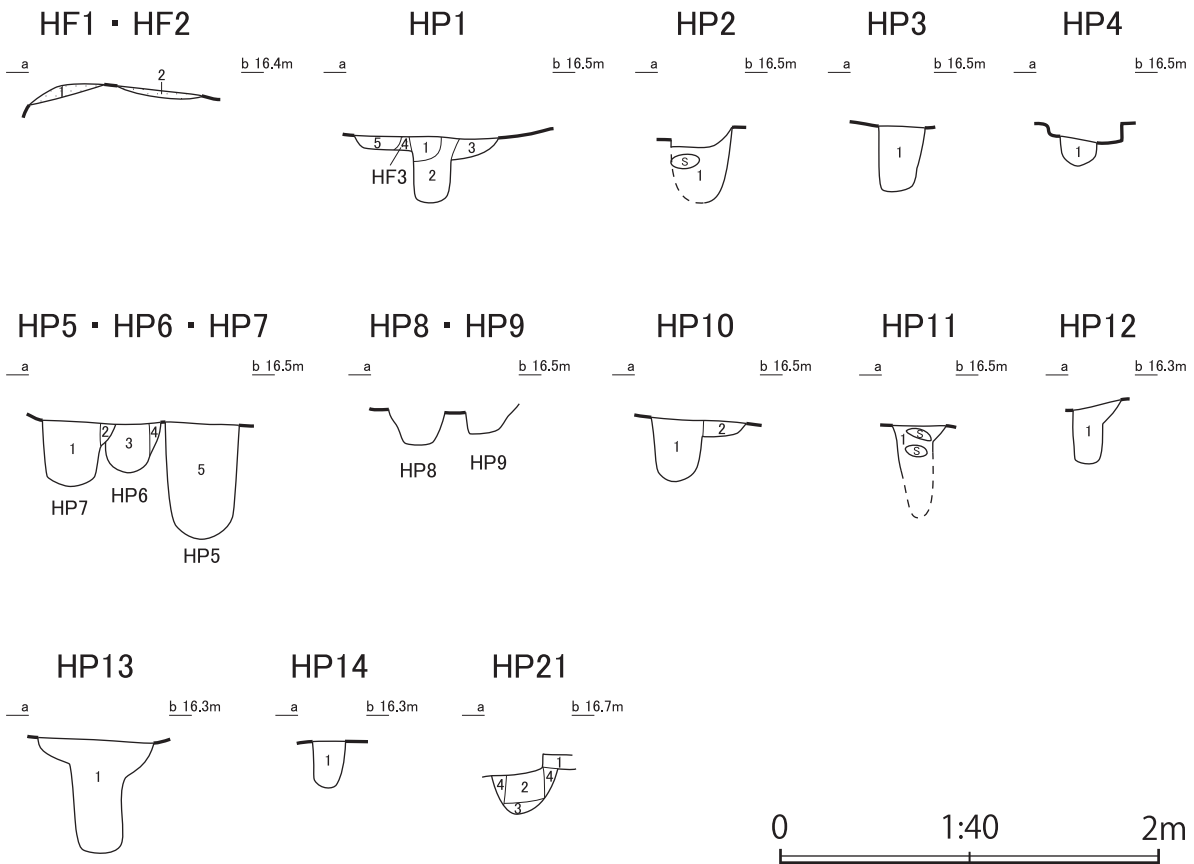 HF1・HF2
HP1
HP2
HP3
HP4
a
b 16.4m
a
b 16.5m
a
b 16.5m
a
b 16.5m
a
b 16.5m
1
2
5
4
1
3
2
HF3
S
1
1
1
HP5・HP6・HP7
HP8・HP9
HP10
HP11
HP12
a
b 16.5m
a
b 16.5m
a
b 16.5m
a
b 16.5m
a
b 16.3m
1
2
3
4
5
HP7
HP6
HP5
HP8
HP9
1
2
1
S
S
1
HP13
HP14
HP21
a
b 16.3m
a
b 16.3m
a
b 16.7m
1
1
1
4
2
4
3
0
1:40
2m